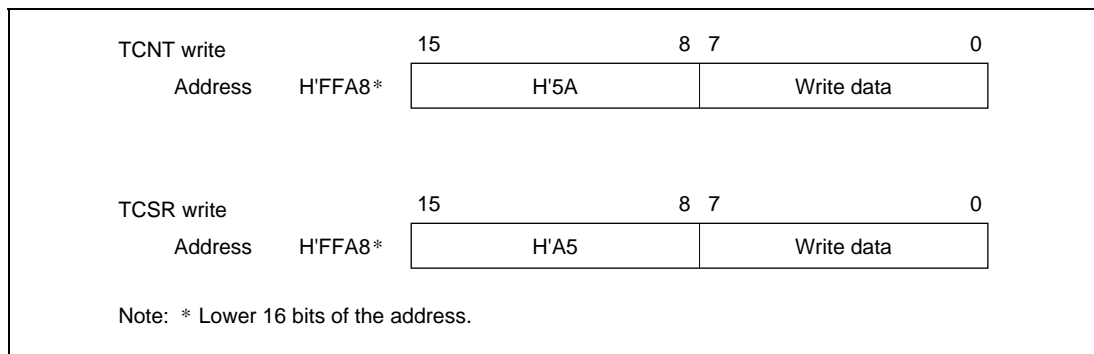 TCNT write 15 8 7 0
Address H'FFA8* H'5A Write data
TCSR write 15 8 7 0
Address H'FFA8* H'A5 Write data
Note: * Lower 16 bits of the address.